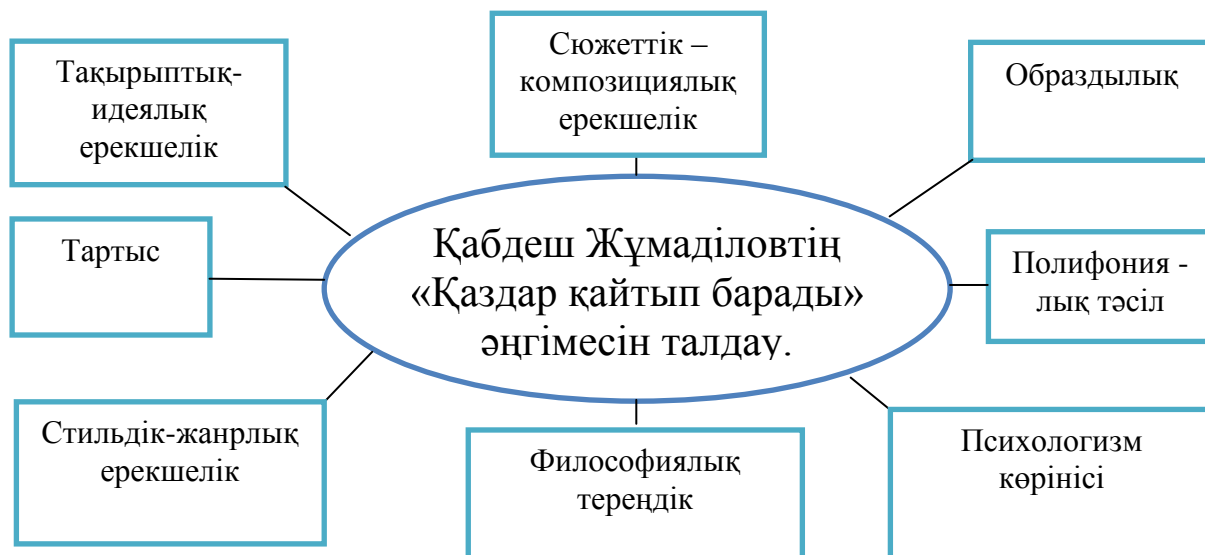 Тақырыптық-
идеялық
ерекшелік
Сюжеттік –
композициялық
ерекшелік
Образдылық
Тартыс
Қабдеш Жұмаділовтің
«Қаздар қайтып барады»
әңгімесін талдау.
Полифония -
лық тәсіл
Стильдік-жанрлық
ерекшелік
Философиялық
тереңдік
Психологизм
көрінісі